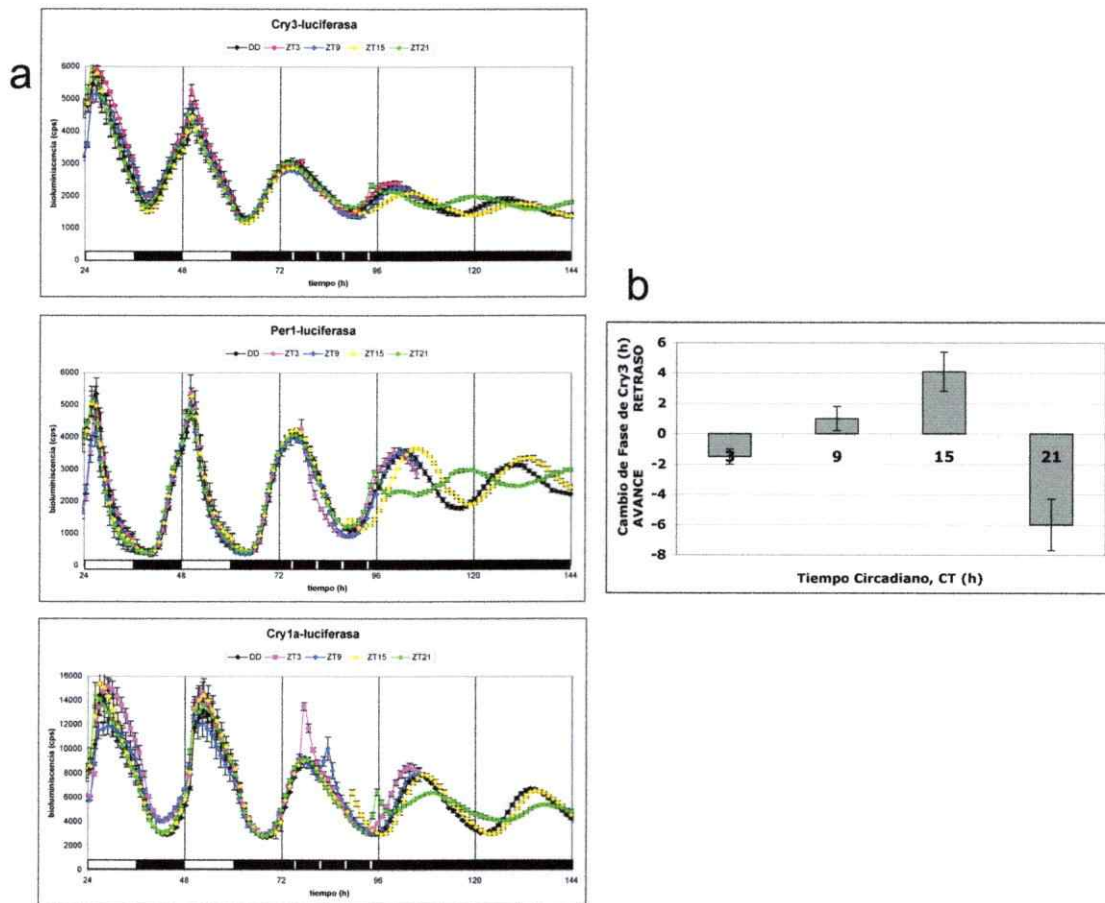 a
Cry3-luciferasa
DD ZT3 ZT9 ZT15 ZT21
bioluminiscencia (cps)
6000
5000
4000
3000
2000
1000
0
24 48 72 96 120 144
tiempo (h)
Per1-luciferasa
DD ZT3 ZT9 ZT15 ZT21
bioluminiscencia (cps)
6000
5000
4000
3000
2000
1000
0
24 48 72 96 120 144
tiempo (h)
Cry1a-luciferasa
DD ZT3 ZT9 ZT15 ZT21
bioluminiscencia (cps)
16000
14000
12000
10000
8000
6000
4000
2000
0
24 48 72 96 120 144
tiempo (h)
b
Cambio de Fase de Cry3 (h)
AVANCE RETRASO
6
4
2
0
-2
-4
-6
-8
3 9 15 21
Tiempo Circadiano, CT (h)